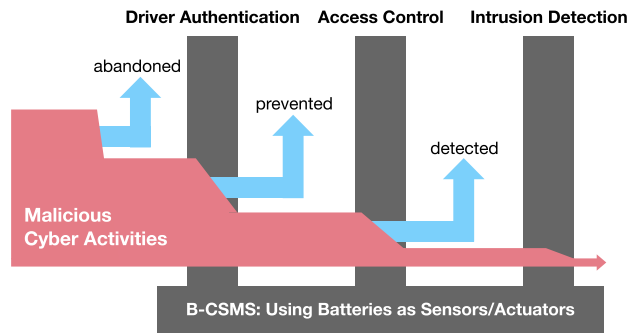 Driver Authentication
Access Control
Intrusion Detection
abandoned
prevented
detected
Malicious
Cyber Activities
B-CSMS: Using Batteries as Sensors/Actuators